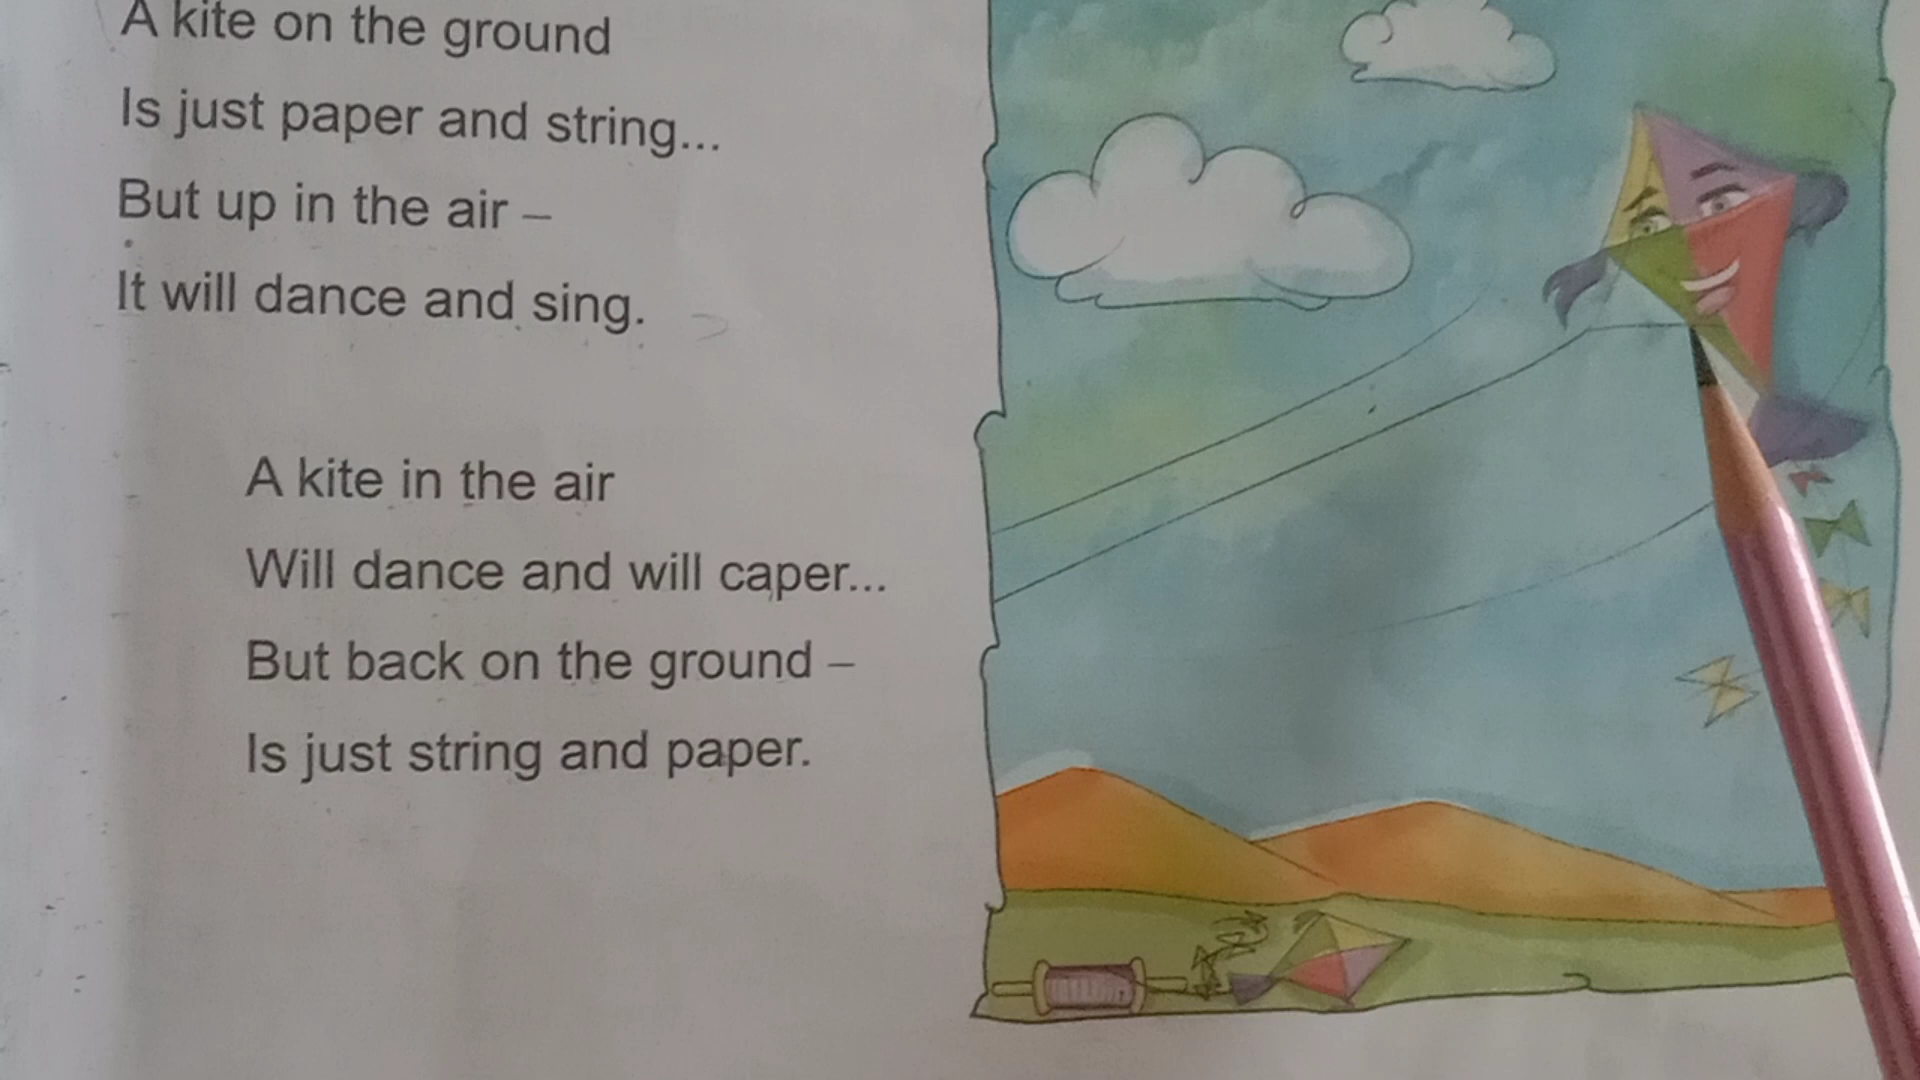 A kite on the ground
Is just paper and string...
But up in the air –
It will dance and sing.
A kite in the air
Will dance and will caper...
But back on the ground –
Is just string and paper.